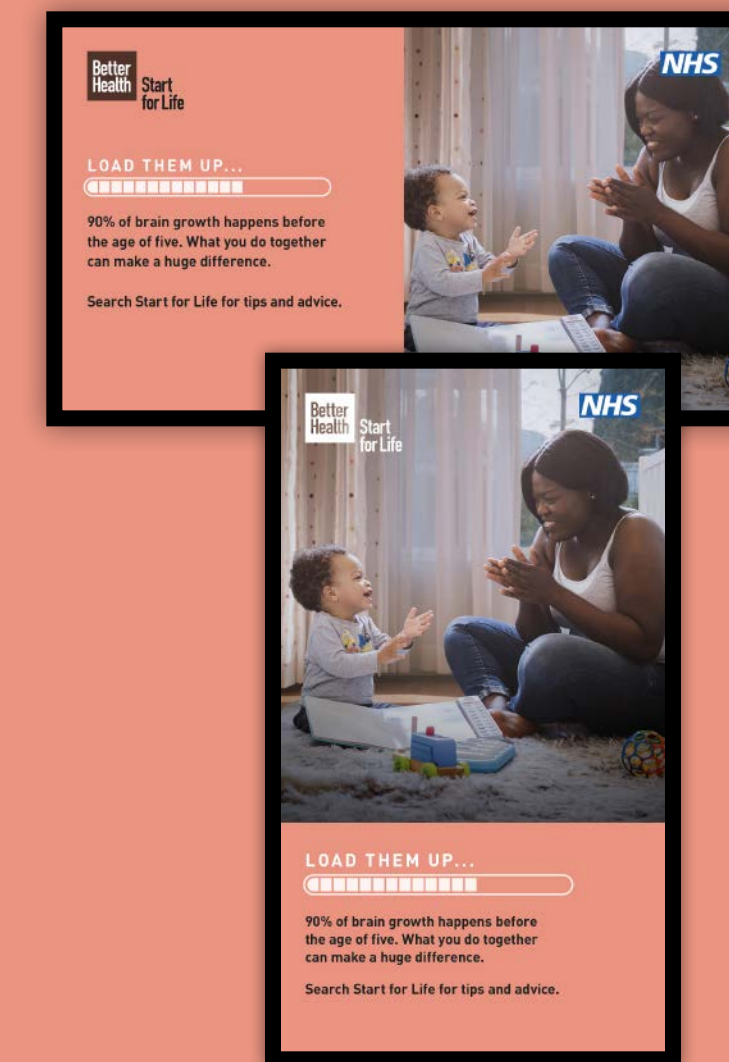 Better
Health
Start
for Life
NHS
LOAD THEM UP...
90% of brain growth happens before
the age of five. What you do together
can make a huge difference.
Search Start for Life for tips and advice.
Better
Health
Start
for Life
NHS
LOAD THEM UP...
90% of brain growth happens before
the age of five. What you do together
can make a huge difference.
Search Start for Life for tips and advice.